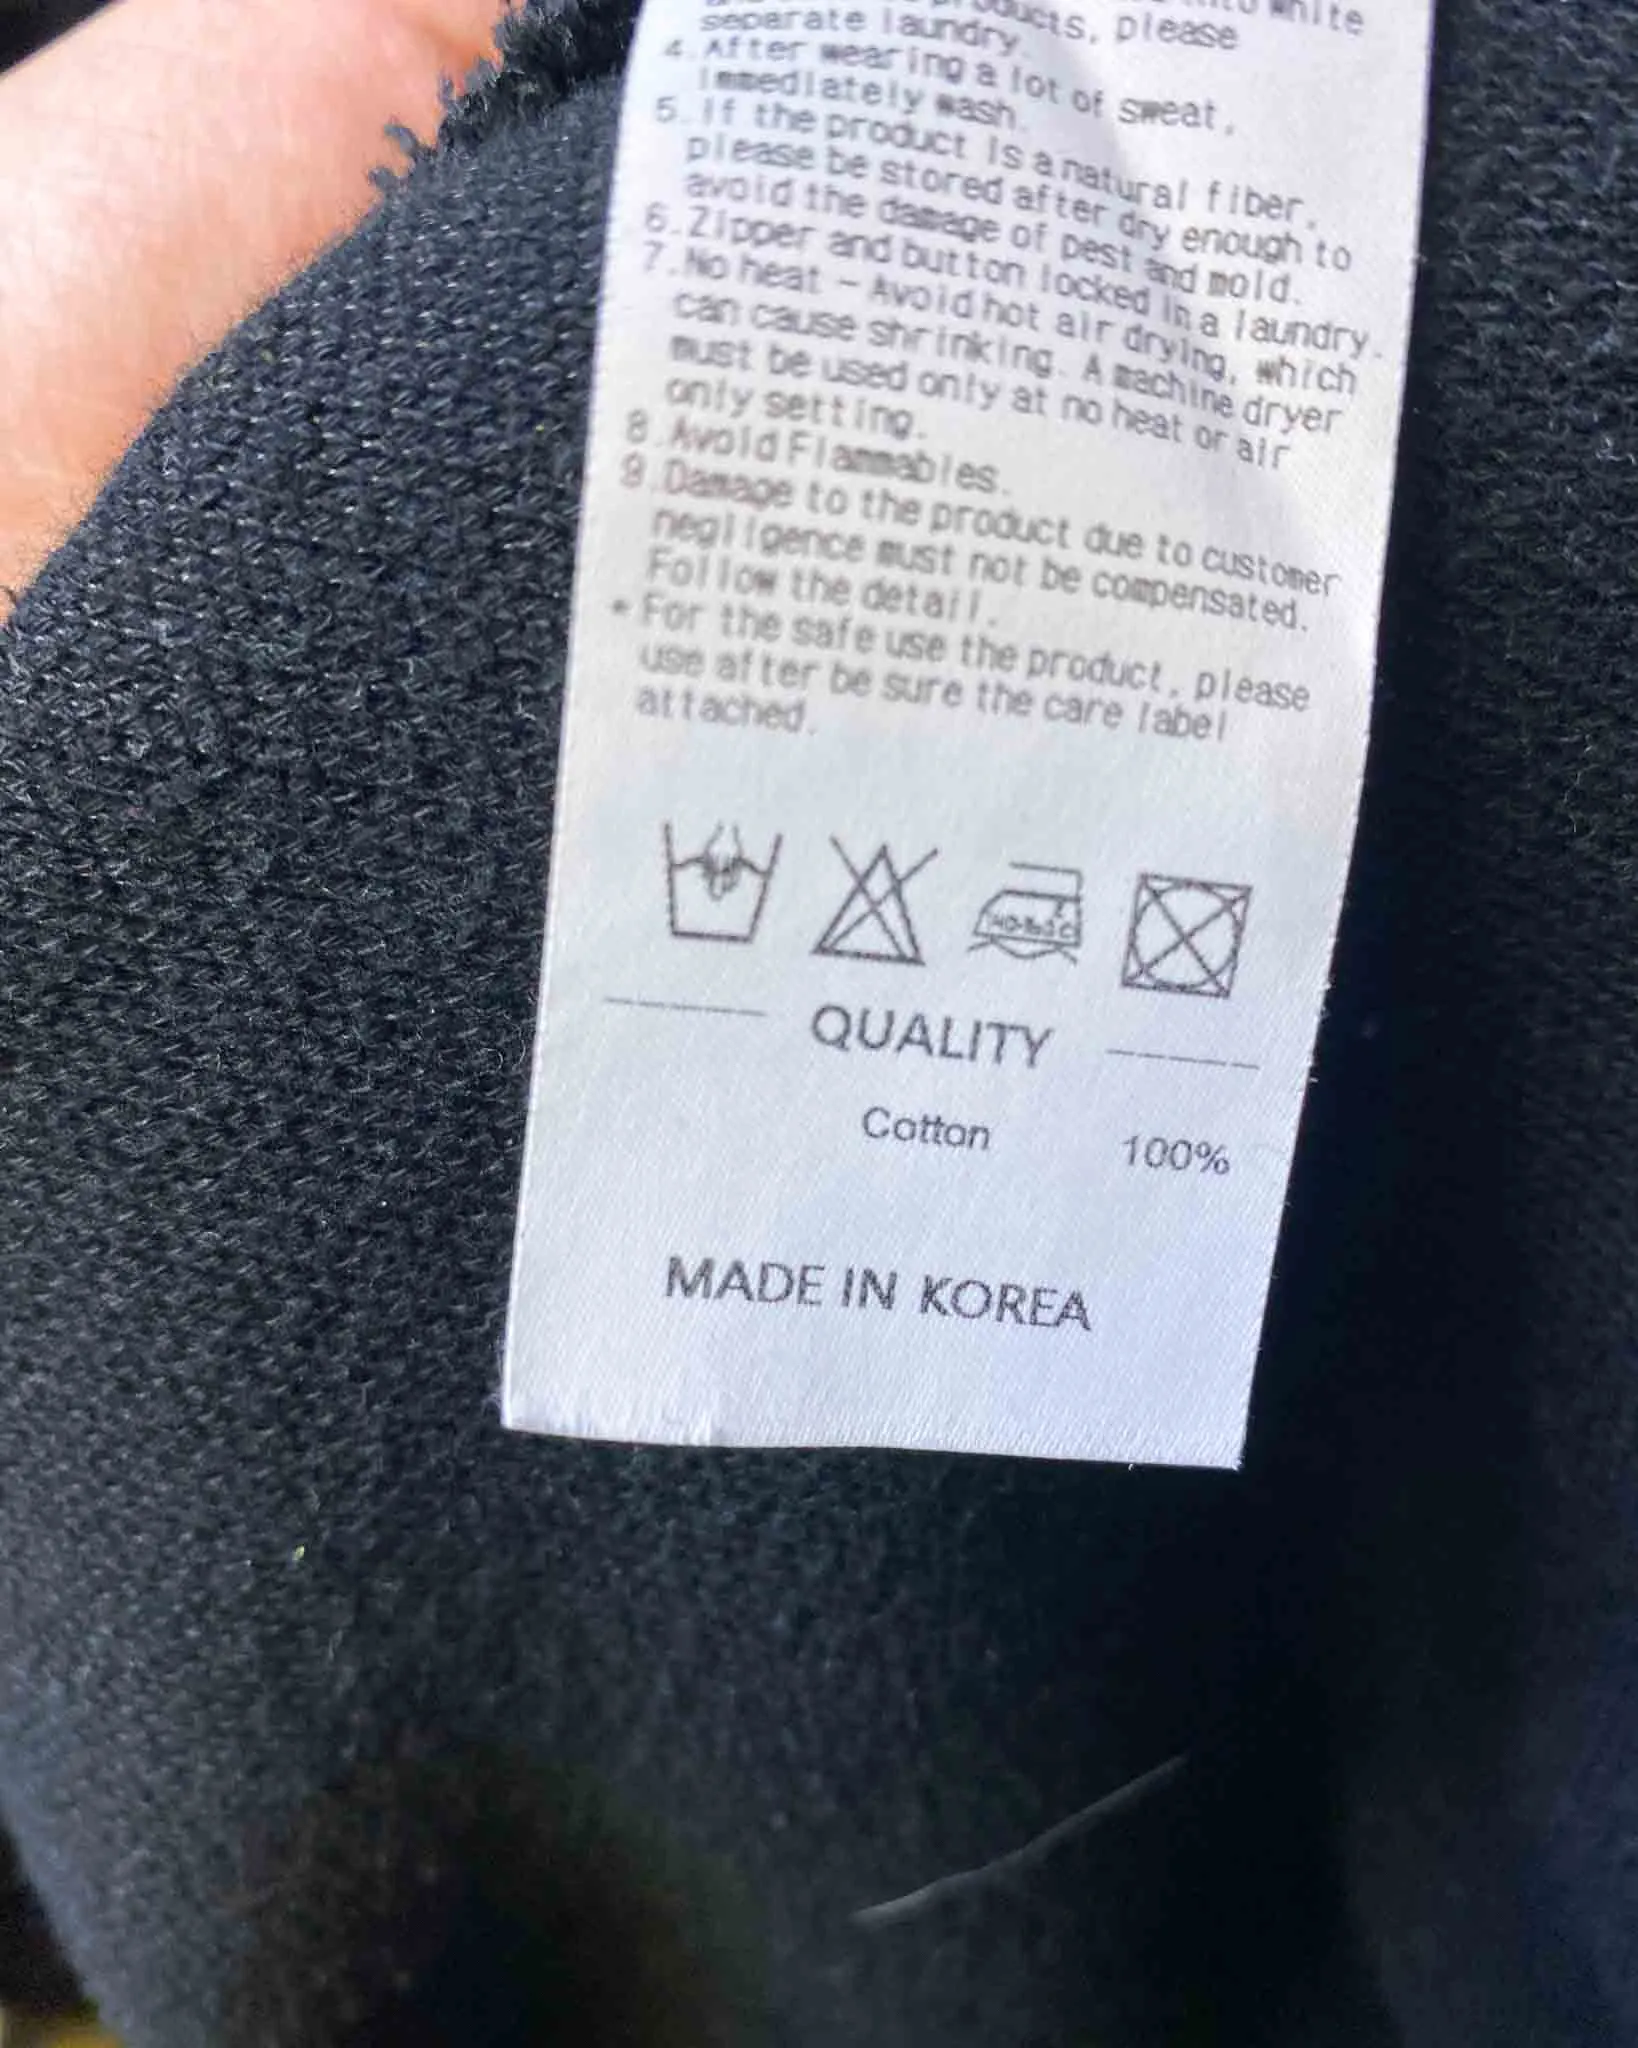 products, please
separate laundry.
4. After wearing a lot of sweat,
immediately wash.
5. If the product is a natural fiber,
please be stored after dry enough to
avoid the damage of pest and mold.
6. Zipper and button locked in a laundry.
7. No heat - Avoid hot air drying, which
can cause shrinking. A machine dryer
must be used only at no heat or air
only setting.
8. Avoid Flammables.
9. Damage to the product due to customer
negligence must not be compensated.
Follow the detail.
* For the safe use the product, please
use after be sure the care label
attached.
QUALITY
Cotton 100%
MADE IN KOREA